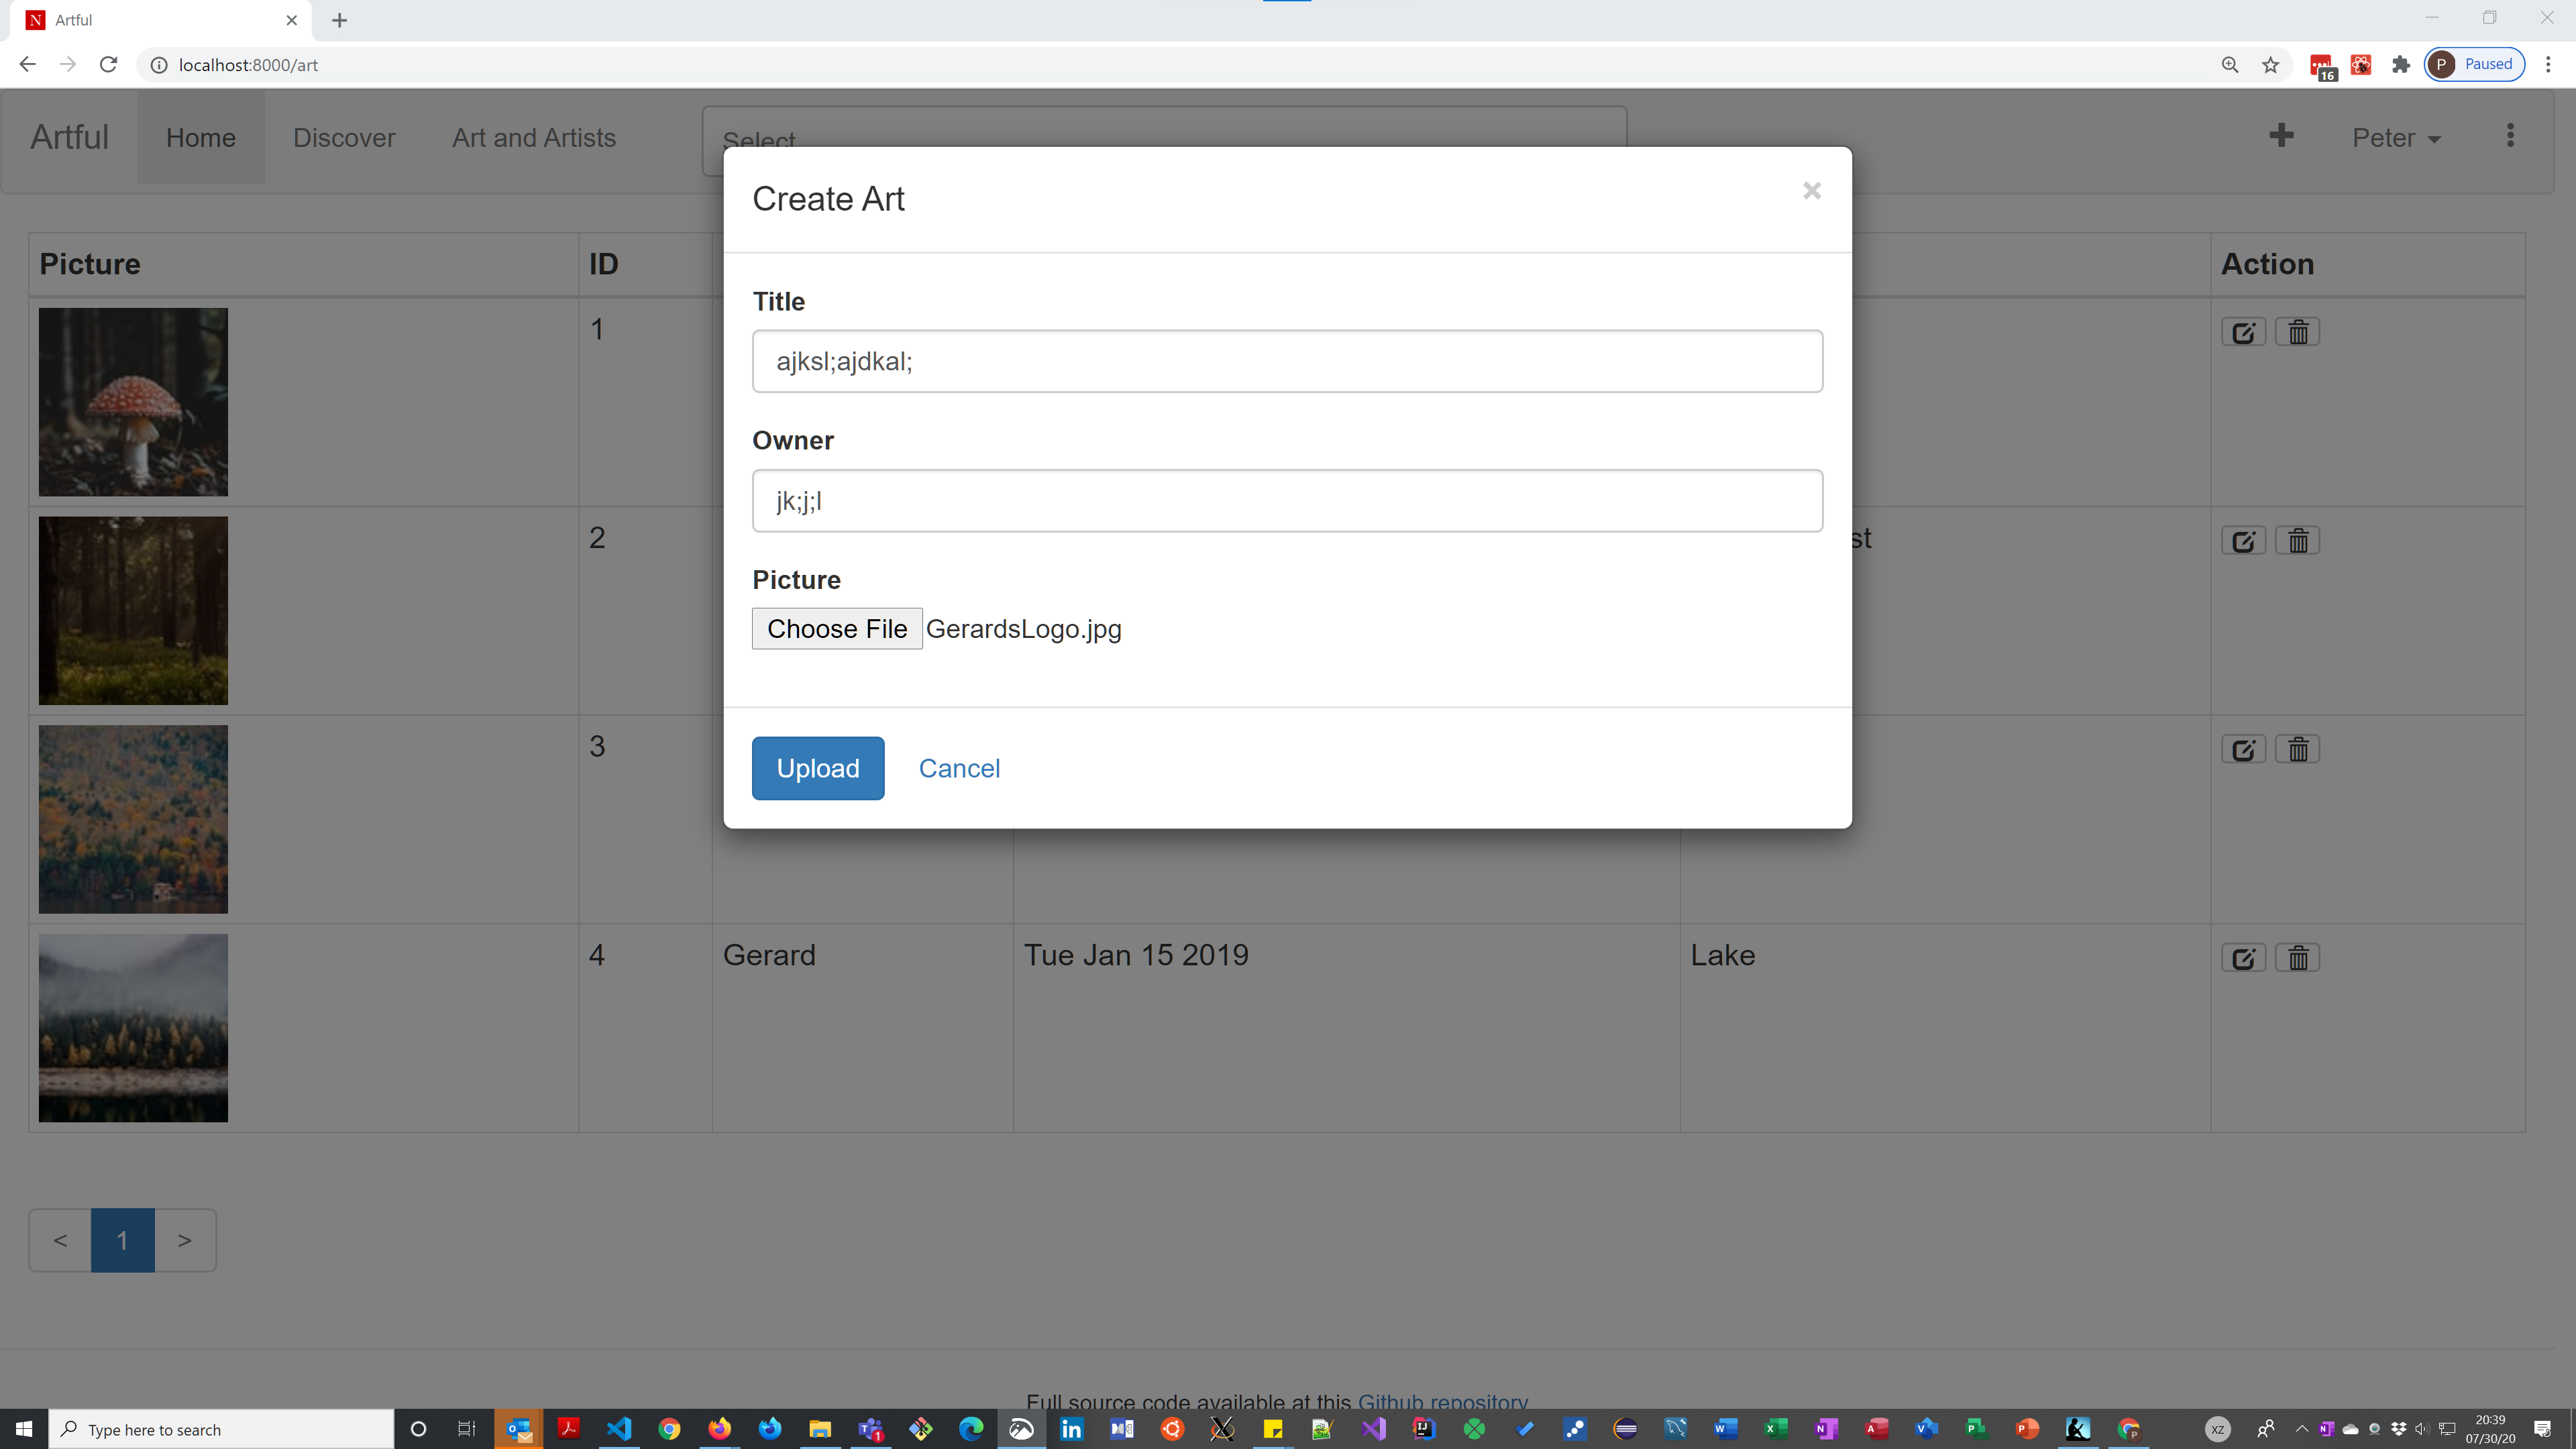 Artful
localhost:8000/art
16
P Paused
Artful Home Discover Art and Artists Select Peter
Create Art ×
Picture ID Action
Title
1
ajksl;ajdkal;
Owner
jk;j;l
2 st
Picture
Choose File GerardsLogo.jpg
3
Upload Cancel
4 Gerard Tue Jan 15 2019 Lake
< 1 >
Full source code available at this Github repository
Type here to search
XZ
20:39
07/30/20